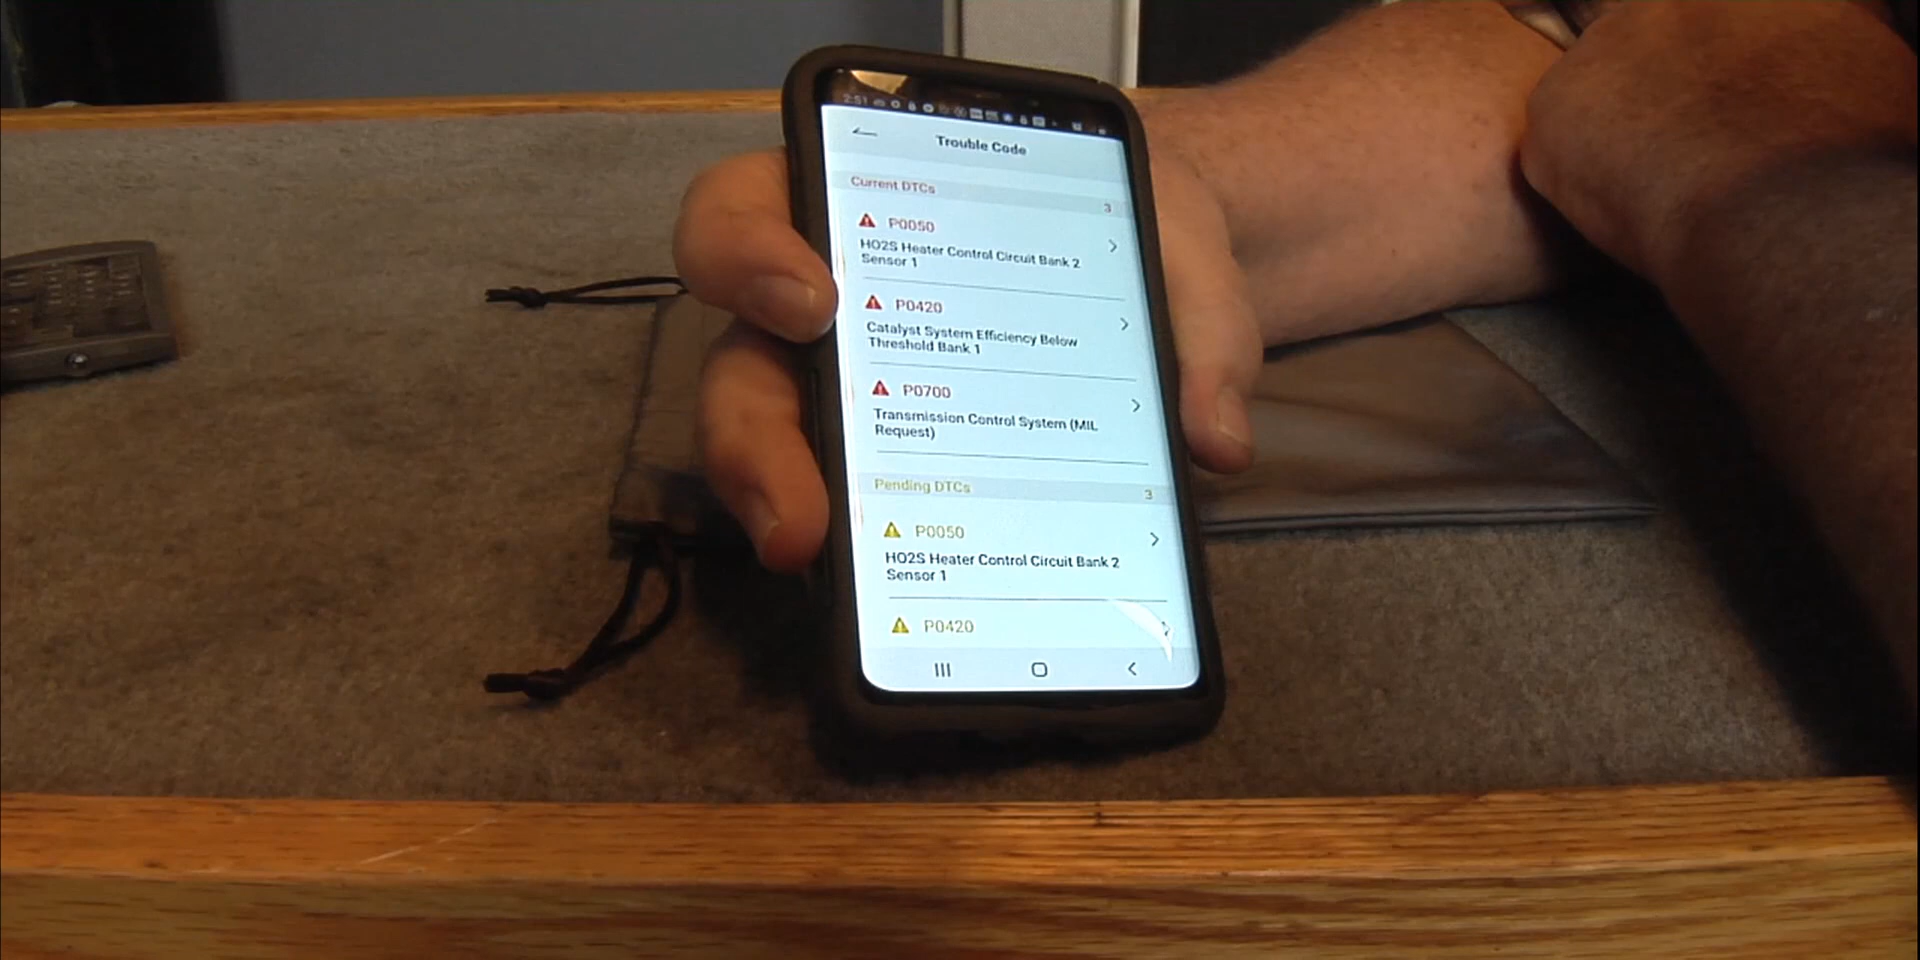 2:51
Trouble Code
Current DTCs
3
P0050
HO2S Heater Control Circuit Bank 2
Sensor 1
P0420
Catalyst System Efficiency Below
Threshold Bank 1
P0700
Transmission Control System (MIL
Request)
Pending DTCs
3
P0050
HO2S Heater Control Circuit Bank 2
Sensor 1
P0420